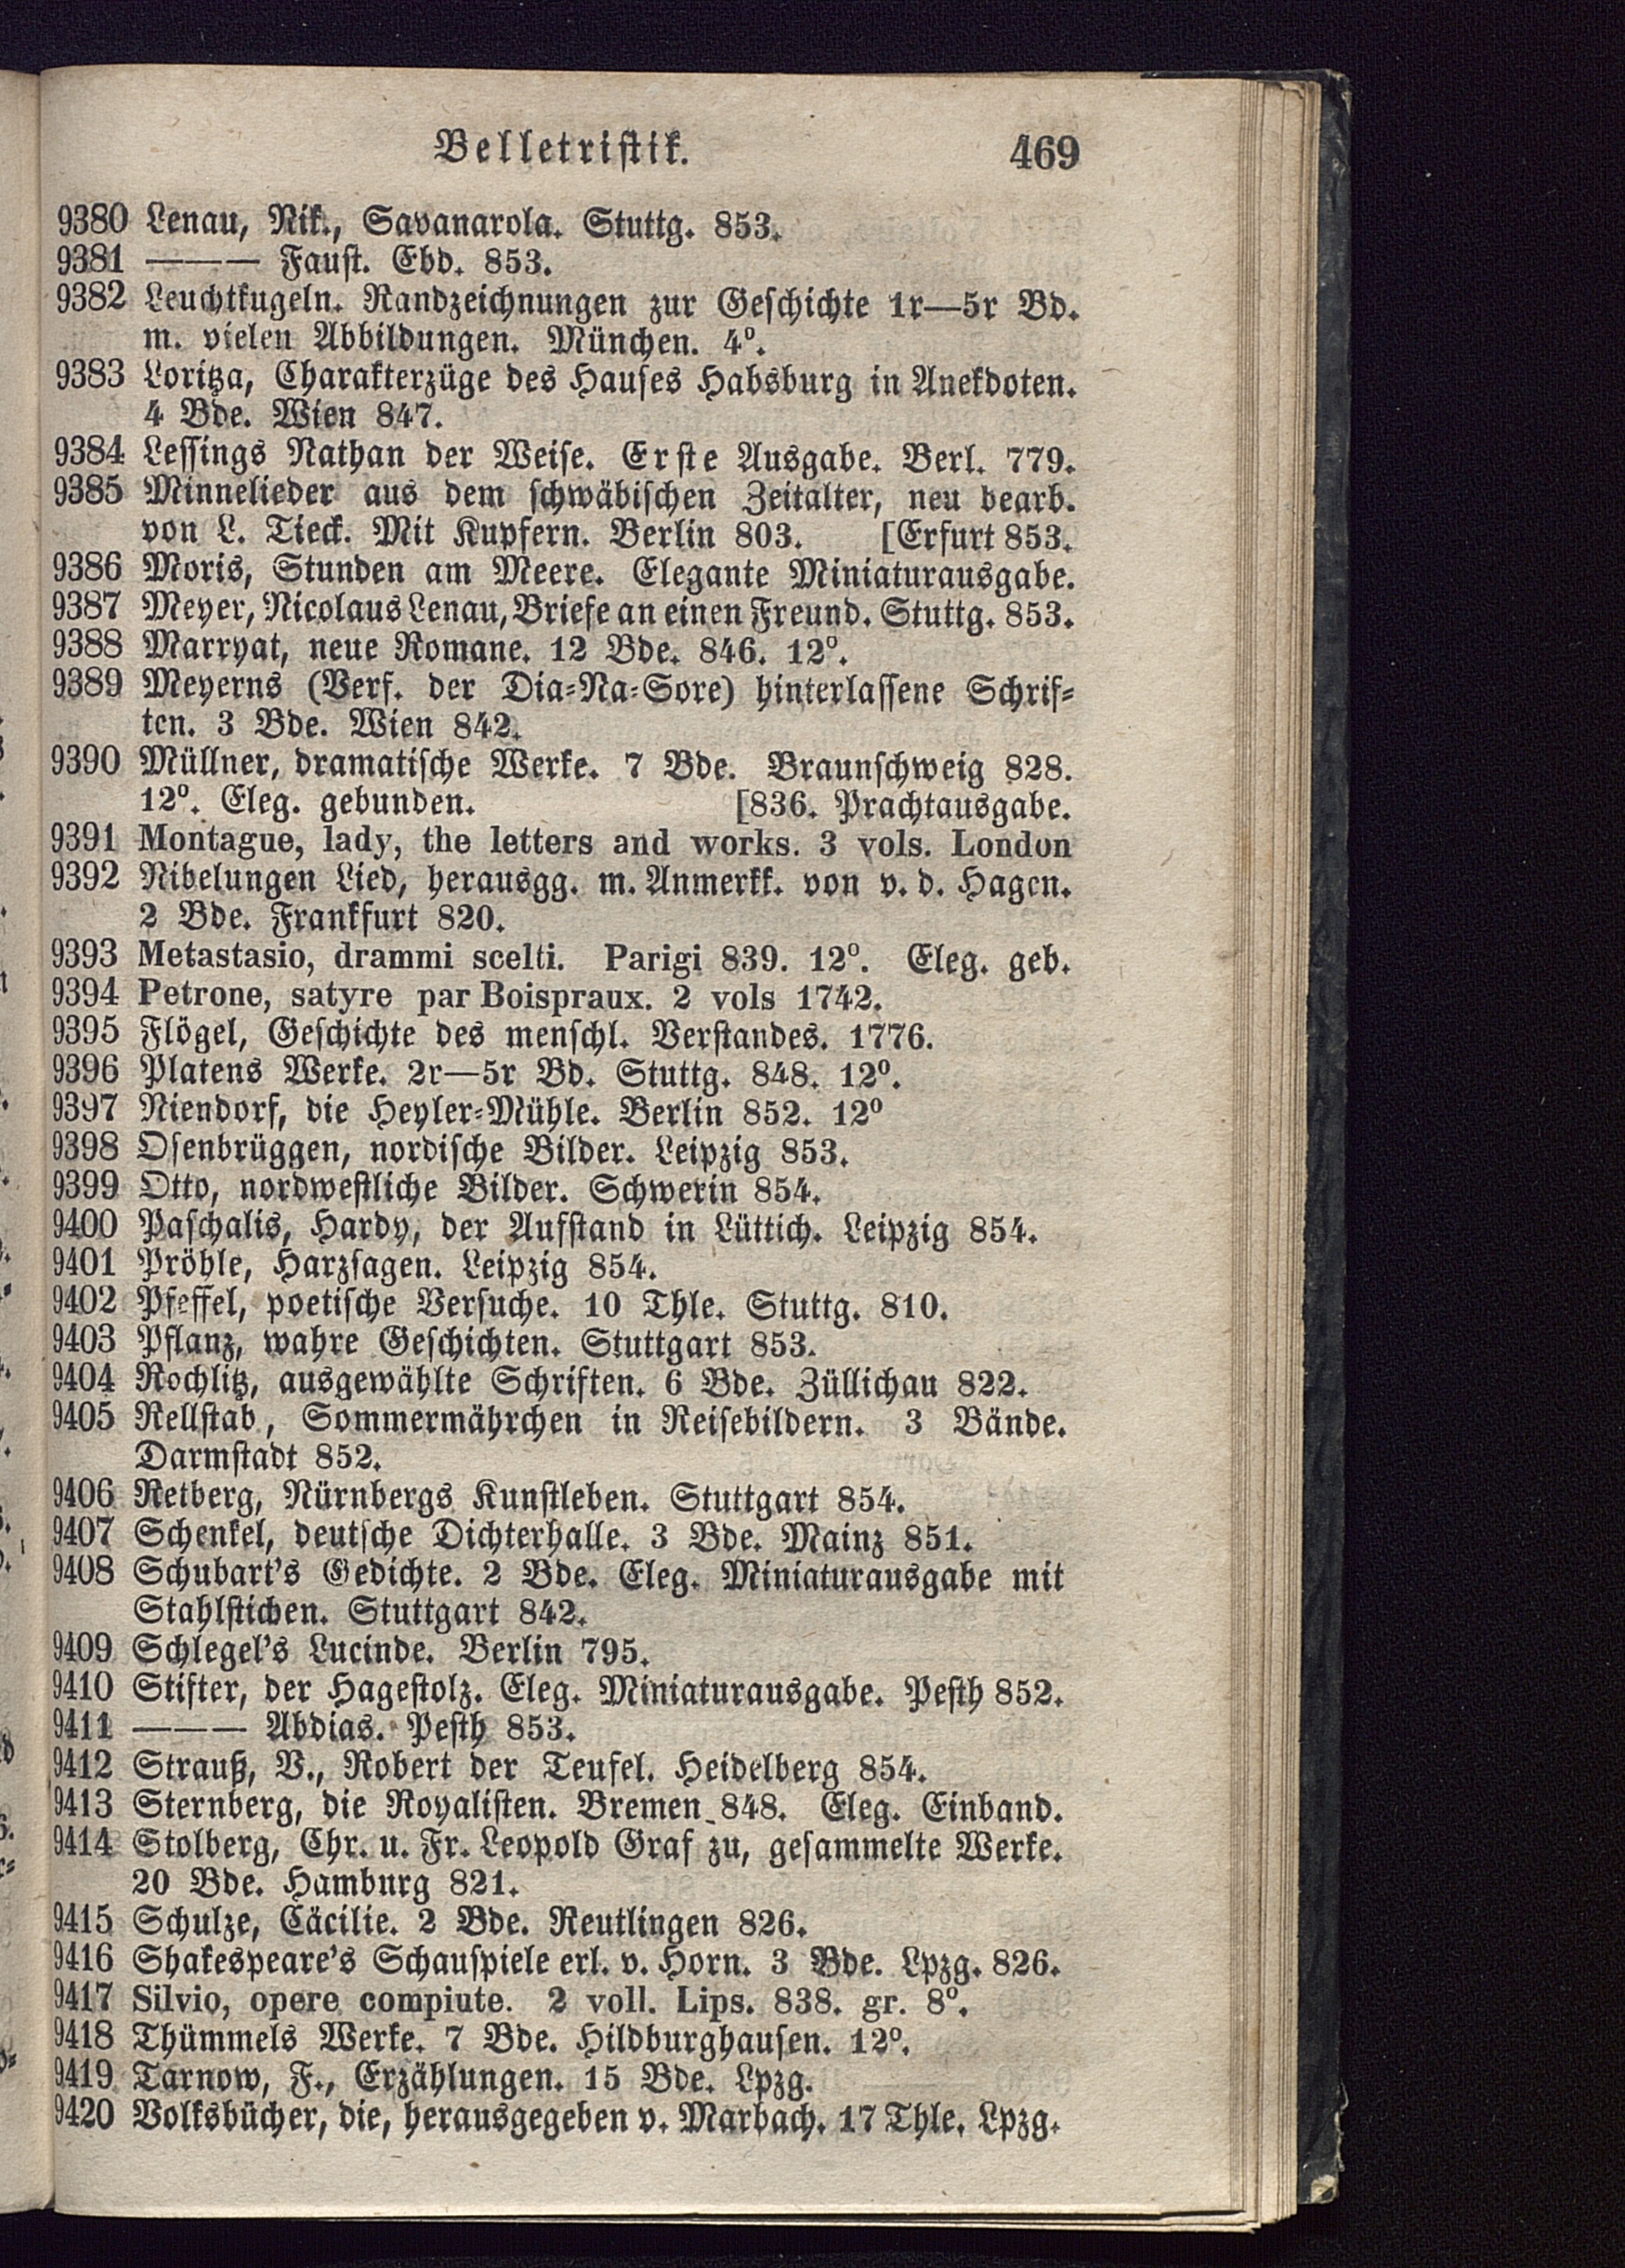 Belletristik. 469
9380 Lenau, Nik., Savanarola. Stuttg. 853.
9381 ——— Faust. Ebd. 853.
9382 Leuchtkugeln. Randzeichnungen zur Geschichte 1r—5r Bd.
m. vielen Abbildungen. München. 4º.
9383 Loritza, Charakterzüge des Hauses Habsburg in Anekdoten.
4 Bde. Wien 847.
9384 Lessings Nathan der Weise. Erste Ausgabe. Berl. 779.
9385 Minnelieder aus dem schwäbischen Zeitalter, neu bearb.
von L. Tieck. Mit Kupfern. Berlin 803. [Erfurt 853.
9386 Moris, Stunden am Meere. Elegante Miniaturausgabe.
9387 Meyer, Nicolaus Lenau, Briefe an einen Freund. Stuttg. 853.
9388 Marryat, neue Romane. 12 Bde. 846. 12º.
9389 Meyerns (Verf. der Dia-Na-Sore) hinterlassene Schrif-
ten. 3 Bde. Wien 842.
9390 Müllner, dramatische Werke. 7 Bde. Braunschweig 828.
12º. Eleg. gebunden. [836. Prachtausgabe.
9391 Montague, lady, the letters and works. 3 vols. London
9392 Nibelungen Lied, herausgg. m. Anmerkk. von v. d. Hagen.
2 Bde. Frankfurt 820.
9393 Metastasio, drammi scelti. Parigi 839. 12º. Eleg. geb.
9394 Petrone, satyre par Boispraux. 2 vols 1742.
9395 Flögel, Geschichte des menschl. Verstandes. 1776.
9396 Platens Werke. 2r—5r Bd. Stuttg. 848. 12º.
9397 Niendorf, die Heyler-Mühle. Berlin 852. 12º
9398 Osenbrüggen, nordische Bilder. Leipzig 853.
9399 Otto, nordwestliche Bilder. Schwerin 854.
9400 Paschalis, Hardy, der Aufstand in Lüttich. Leipzig 854.
9401 Pröhle, Harzsagen. Leipzig 854.
9402 Pfeffel, poetische Versuche. 10 Thle. Stuttg. 810.
9403 Pflanz, wahre Geschichten. Stuttgart 853.
9404 Rochlitz, ausgewählte Schriften. 6 Bde. Züllichau 822.
9405 Rellstab, Sommermährchen in Reisebildern. 3 Bände.
Darmstadt 852.
9406 Retberg, Nürnbergs Kunstleben. Stuttgart 854.
9407 Schenkel, deutsche Dichterhalle. 3 Bde. Mainz 851.
9408 Schubart's Gedichte. 2 Bde. Eleg. Miniaturausgabe mit
Stahlstichen. Stuttgart 842.
9409 Schlegel's Lucinde. Berlin 795.
9410 Stifter, der Hagestolz. Eleg. Miniaturausgabe. Pesth 852.
9411 ——— Abdias. Pesth 853.
9412 Strauß, V., Robert der Teufel. Heidelberg 854.
9413 Sternberg, die Royalisten. Bremen 848. Eleg. Einband.
9414 Stolberg, Chr. u. Fr. Leopold Graf zu, gesammelte Werke.
20 Bde. Hamburg 821.
9415 Schulze, Cäcilie. 2 Bde. Reutlingen 826.
9416 Shakespeare's Schauspiele erl. v. Horn. 3 Bde. Lpzg. 826.
9417 Silvio, opere compiute. 2 voll. Lips. 838. gr. 8º.
9418 Thümmels Werke. 7 Bde. Hildburghausen. 12º.
9419 Tarnow, F., Erzählungen. 15 Bde. Lpzg.
9420 Volksbücher, die, herausgegeben v. Marbach. 17 Thle. Lpzg.